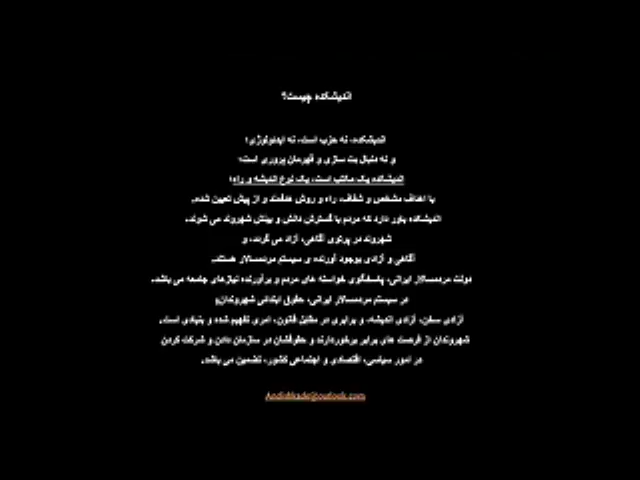 اندیشکده چیست؟
اندیشکده، نه حزب است، نه ایدئولوژی؛
و نه دنبال بت سازی و قهرمان پروری است؛
اندیشکده یک مکتب است، یک نوع اندیشه و راه؛
با اهداف مشخص و شفاف، راه و روش هدفمند و از پیش تعیین شده.
اندیشکده باور دارد که مردم با گسترش دانش و بینش شهروند می شوند.
شهروند در پرتوی آگاهی، آزاد می گردد، و
آگاهی و آزادی بوجود آورنده ی سیستم مردمسالار هستند.
دولت مردمسالار ایرانی، پاسخگوی خواسته های مردم و برآورنده نیازهای جامعه می باشد.
در سیستم مردمسالار ایرانی، حقوق ابتدائی شهروندان؛
آزادی سخن، آزادی اندیشه، و برابری در مقابل قانون، امری تفهیم شده و بنیادی است.
شهروندان از فرصت های برابر برخوردارند و حقوقشان در سازمان دادن و شرکت کردن
در امور سیاسی، اقتصادی و اجتماعی کشور، تضمین می باشد.